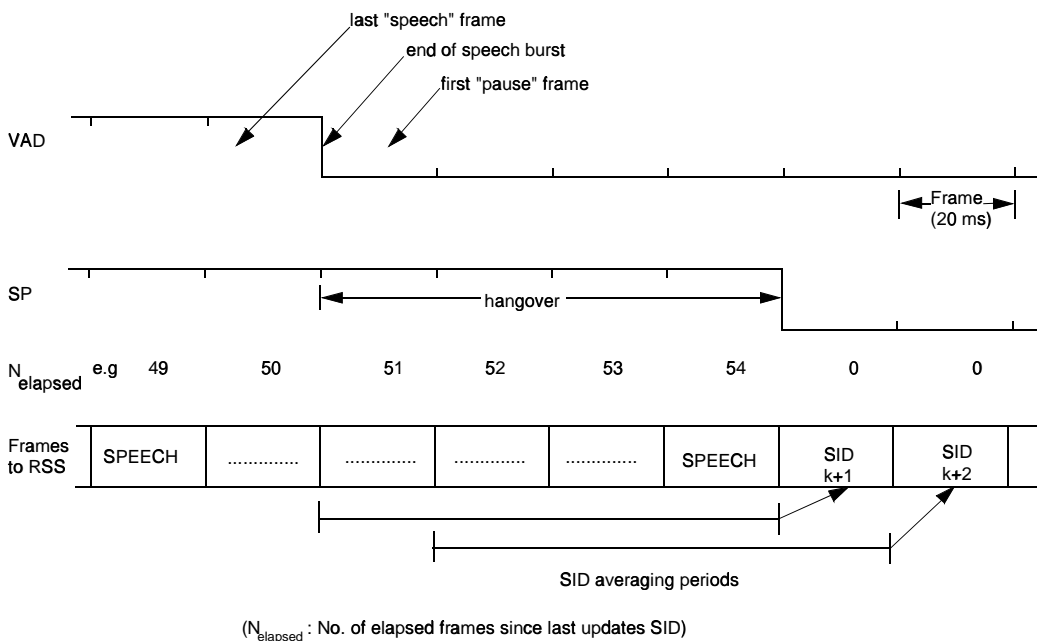 last "speech" frame
end of speech burst
first "pause" frame
VAD
Frame
(20 ms)
SP
hangover
N elapsed e.g 49 50 51 52 53 54 0 0
Frames
to RSS
SPEECH ............. ............. ............. ............. SPEECH SID
k+1
SID
k+2
SID averaging periods
(N elapsed : No. of elapsed frames since last updates SID)